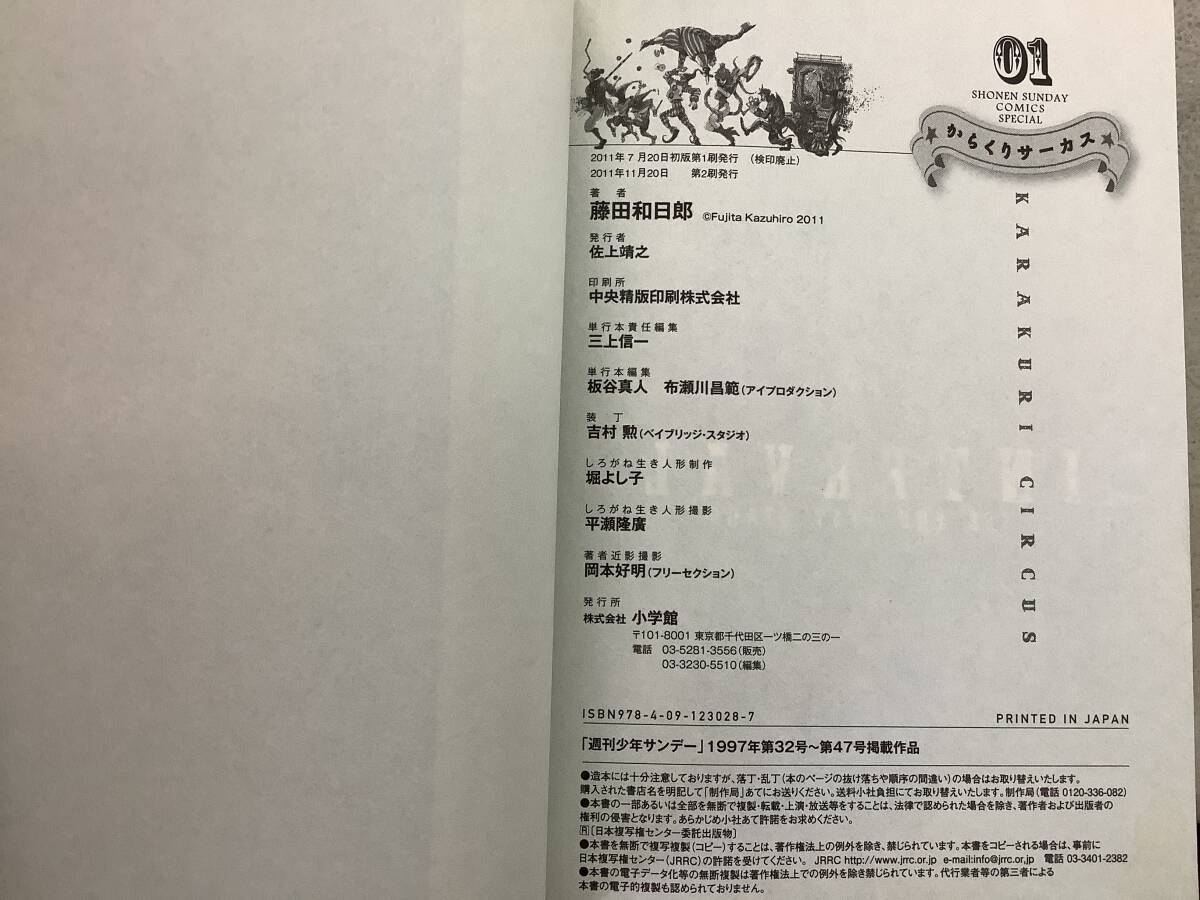 01
SHONEN SUNDAY
COMICS
SPECIAL
からくりサーカス
KARAKURI CIRCUS
2011年7月20日初版第1刷発行 (検印廃止)
2011年11月20日 第2刷発行
著者
藤田和日郎 ©Fujita Kazuhiro 2011
発行者
佐上靖之
印刷所
中央精版印刷株式会社
単行本責任編集
三上信一
単行本編集
板谷真人 布瀬川昌範(アイプロダクション)
装丁
吉村 勲(ベイブリッジ・スタジオ)
しろがね生き人形制作
堀よし子
しろがね生き人形撮影
平瀬隆廣
著者近影撮影
岡本好明(フリーセクション)
発行所
株式会社 小学館
〒101-8001 東京都千代田区一ツ橋二の三の一
電話 03-5281-3556(販売)
03-3230-5510(編集)
ISBN978-4-09-123028-7
PRINTED IN JAPAN
「週刊少年サンデー」1997年第32号〜第47号掲載作品
●造本には十分注意しておりますが、落丁・乱丁(本のページの抜け落ちや順序の間違い)の場合はお取り替えいたします。
購入された書店名を明記して「制作局」あてにお送りください。送料小社負担にてお取り替えいたします。制作局(電話 0120-336-082)
●本書の一部あるいは全部を無断で複製・転載・上演・放送等をすることは、法律で認められた場合を除き、著作者および出版者の
権利の侵害となります。あらかじめ小社あて許諾をお求めください。
Ⓡ[日本複写権センター委託出版物]
●本書を無断で複写複製(コピー)することは、著作権法上の例外を除き、禁じられています。本書をコピーされる場合は、事前に
日本複写権センター(JRRC)の許諾を受けてください。 JRRC http://www.jrrc.or.jp e-mail:info@jrrc.or.jp 電話 03-3401-2382
●本書の電子データ化等の無断複製は著作権法上での例外を除き禁じられています。代行業者等の第三者による
本書の電子的複製も認められておりません。